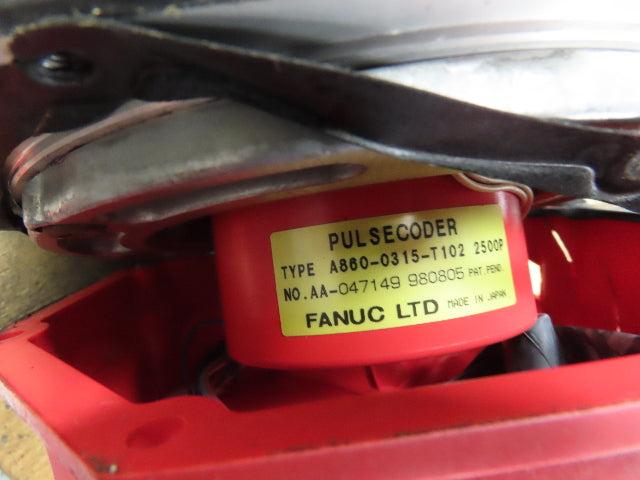 PULSECODER
TYPE A860-0315-T102 2500P
NO.AA-047149 980805 PAT.PEND.
FANUC LTD MADE IN JAPAN